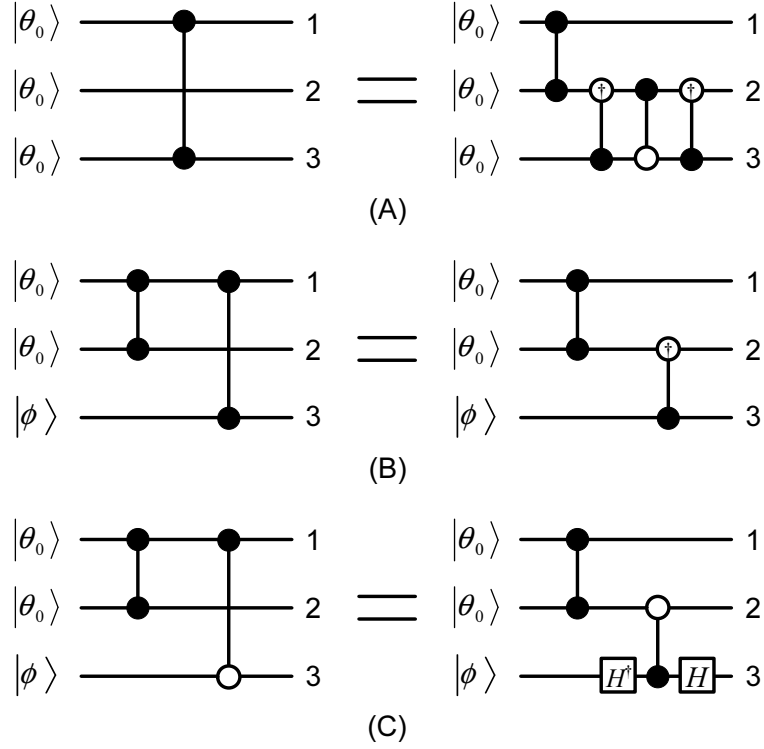 |θ₀⟩ 1 |θ₀⟩ 1
|θ₀⟩ 2 = |θ₀⟩ † † 2
|θ₀⟩ 3 |θ₀⟩ 3
(A)
|θ₀⟩ 1 |θ₀⟩ 1
|θ₀⟩ 2 = |θ₀⟩ † 2
|ϕ⟩ 3 |ϕ⟩ 3
(B)
|θ₀⟩ 1 |θ₀⟩ 1
|θ₀⟩ 2 = |θ₀⟩ 2
|ϕ⟩ 3 |ϕ⟩ H† H 3
(C)